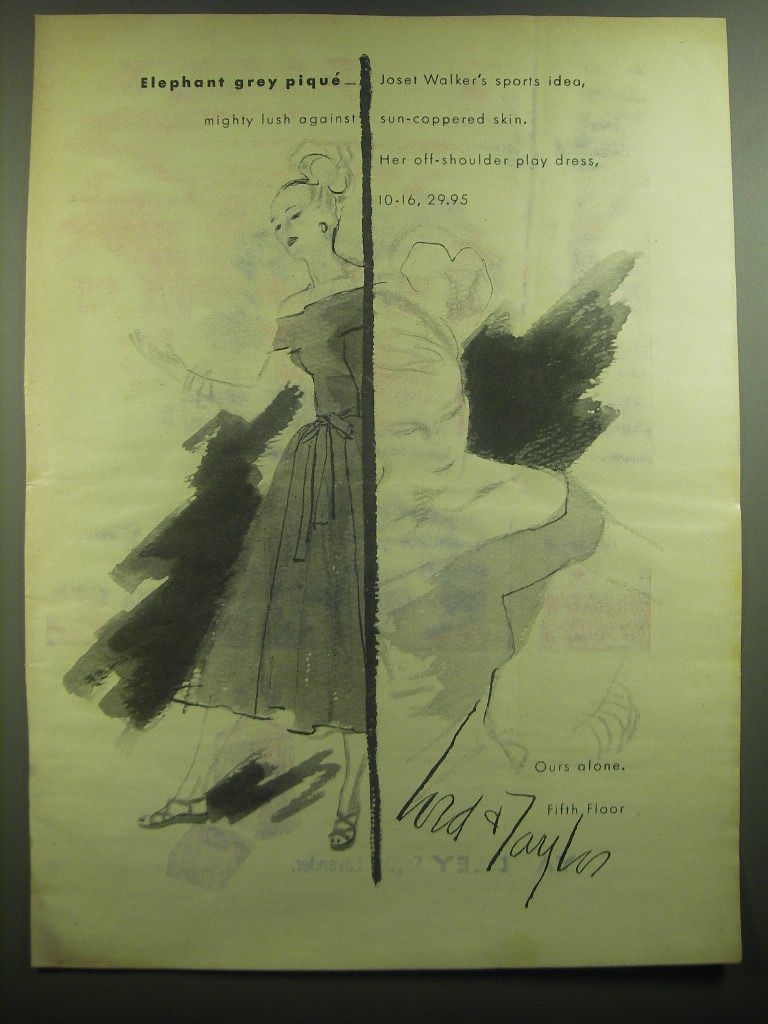 Elephant grey piqué— Joset Walker's sports idea,
mighty lush against sun-coppered skin.
Her off-shoulder play dress,
10-16, 29.95
Ours alone.
Fifth Floor
Lord & Taylor